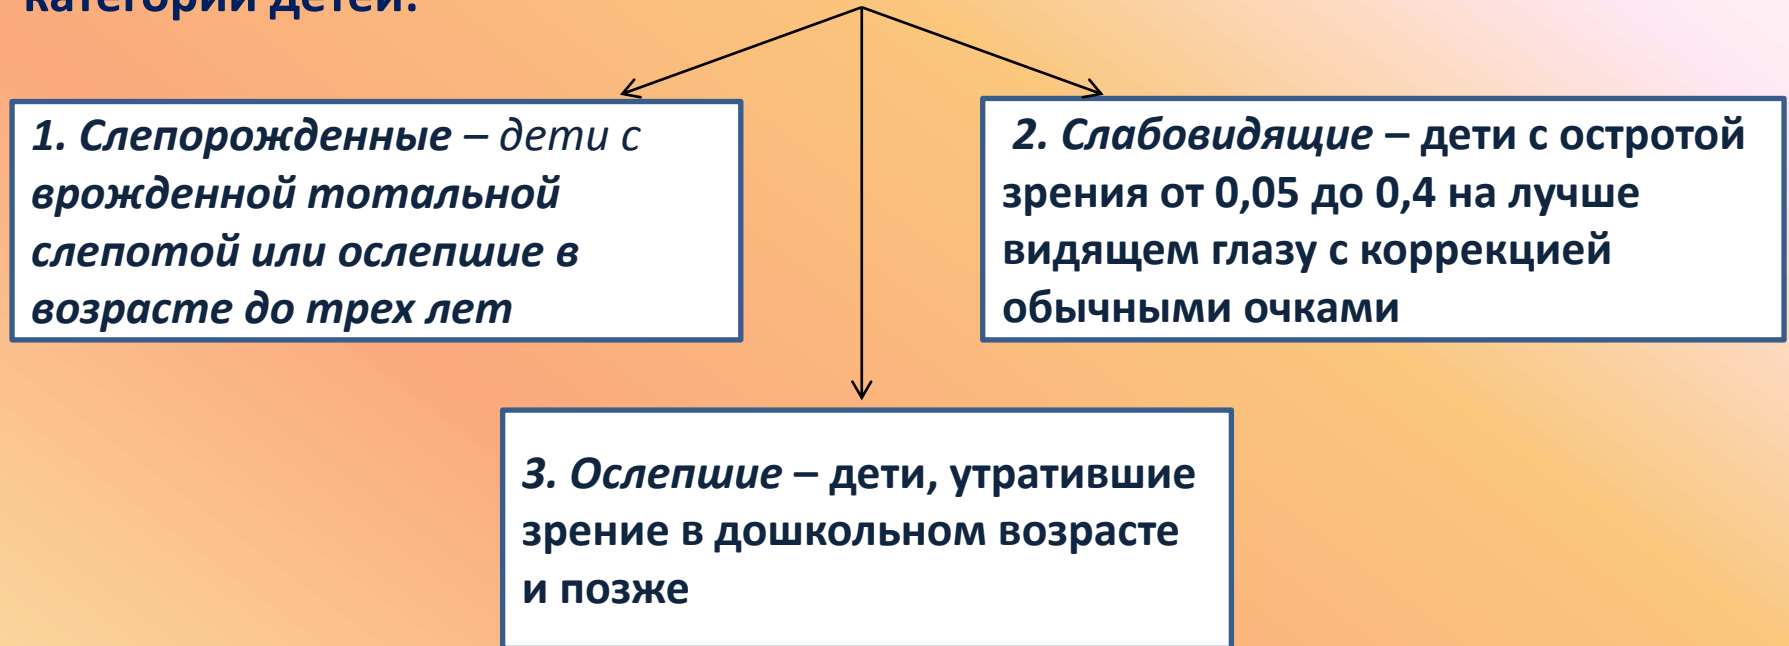 категории детей:
1. Слепорожденные – дети с
врожденной тотальной
слепотой или ослепшие в
возрасте до трех лет
2. Слабовидящие – дети с остротой
зрения от 0,05 до 0,4 на лучше
видящем глазу с коррекцией
обычными очками
3. Ослепшие – дети, утратившие
зрение в дошкольном возрасте
и позже